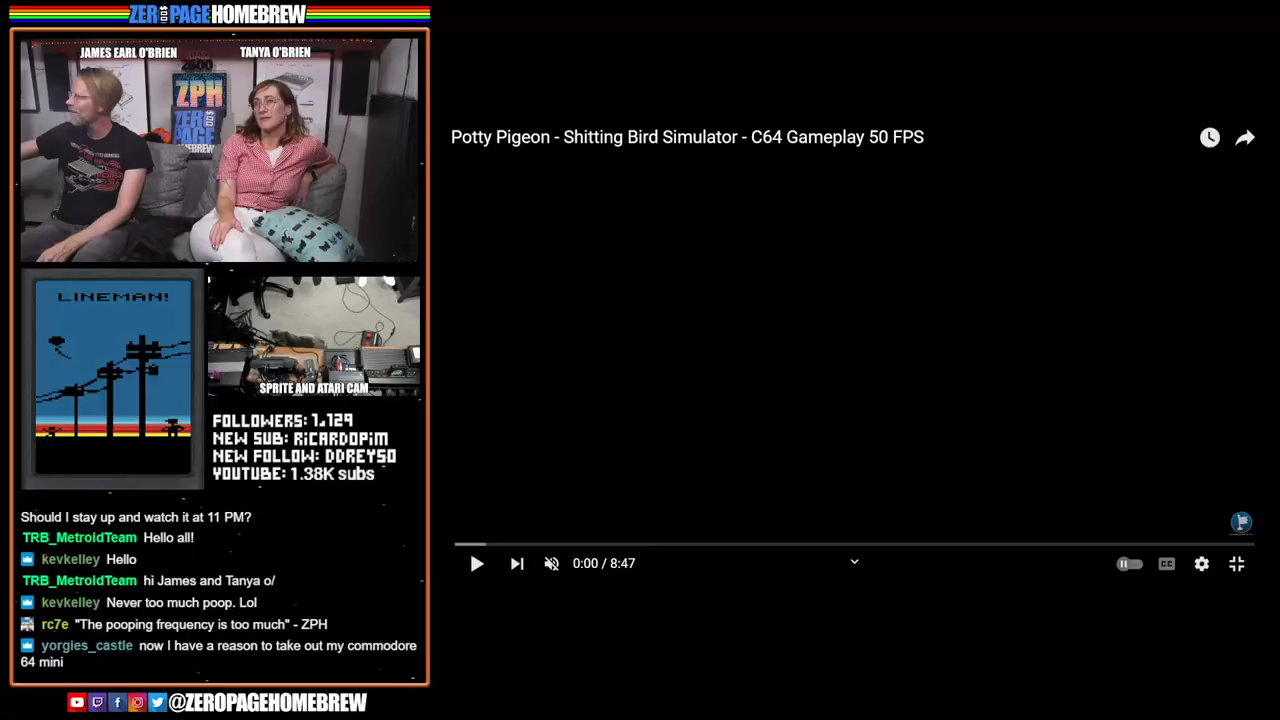 ZEROPAGEHOMEBREW
JAMES EARL O'BRIEN
TANYA O'BRIEN
ZPH
ZERO
PAGE
HOMEBREW
LINEMAN!
SPRITE AND ATARI CAM
FOLLOWERS: 1,129
NEW SUB: RICARDOPIM
NEW FOLLOW: DDREYSO
YOUTUBE: 1.38K subs
Should I stay up and watch it at 11 PM?
TRB_MetroidTeam Hello all!
kevkelley Hello
TRB_MetroidTeam hi James and Tanya o/
kevkelley Never too much poop. Lol
rc7e "The pooping frequency is too much" - ZPH
yorgies_castle now I have a reason to take out my commodore
64 mini
@ZEROPAGEHOMEBREW
Potty Pigeon - Shitting Bird Simulator - C64 Gameplay 50 FPS
0:00 / 8:47
CC